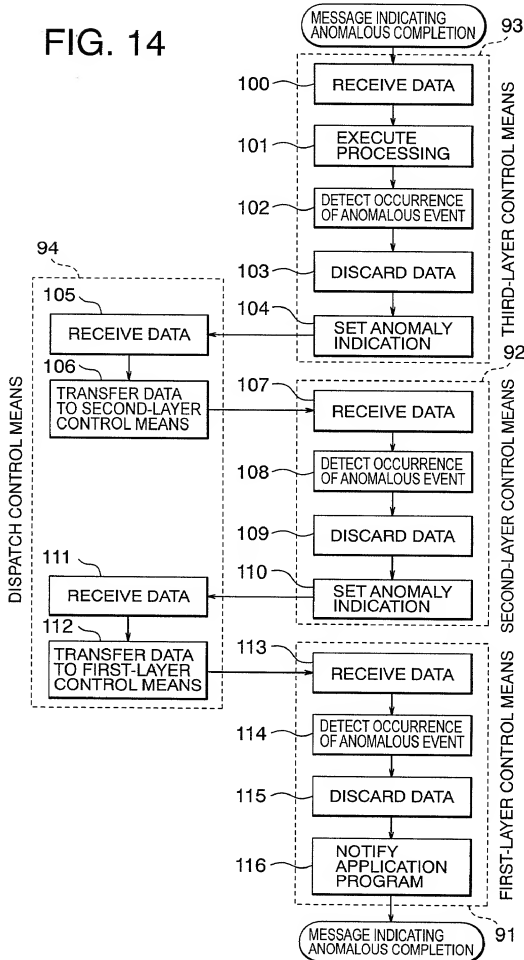 FIG. 14
MESSAGE INDICATING
ANOMALOUS COMPLETION
93
THIRD-LAYER CONTROL MEANS
100
RECEIVE DATA
101
EXECUTE
PROCESSING
102
DETECT OCCURRENCE
OF ANOMALOUS EVENT
103
DISCARD DATA
104
SET ANOMALY
INDICATION
94
DISPATCH CONTROL MEANS
105
RECEIVE DATA
106
TRANSFER DATA
TO SECOND-LAYER
CONTROL MEANS
92
SECOND-LAYER CONTROL MEANS
107
RECEIVE DATA
108
DETECT OCCURRENCE
OF ANOMALOUS EVENT
109
DISCARD DATA
110
SET ANOMALY
INDICATION
111
RECEIVE DATA
112
TRANSFER DATA
TO FIRST-LAYER
CONTROL MEANS
113
RECEIVE DATA
FIRST-LAYER CONTROL MEANS
114
DETECT OCCURRENCE
OF ANOMALOUS EVENT
115
DISCARD DATA
116
NOTIFY
APPLICATION
PROGRAM
91
MESSAGE INDICATING
ANOMALOUS COMPLETION